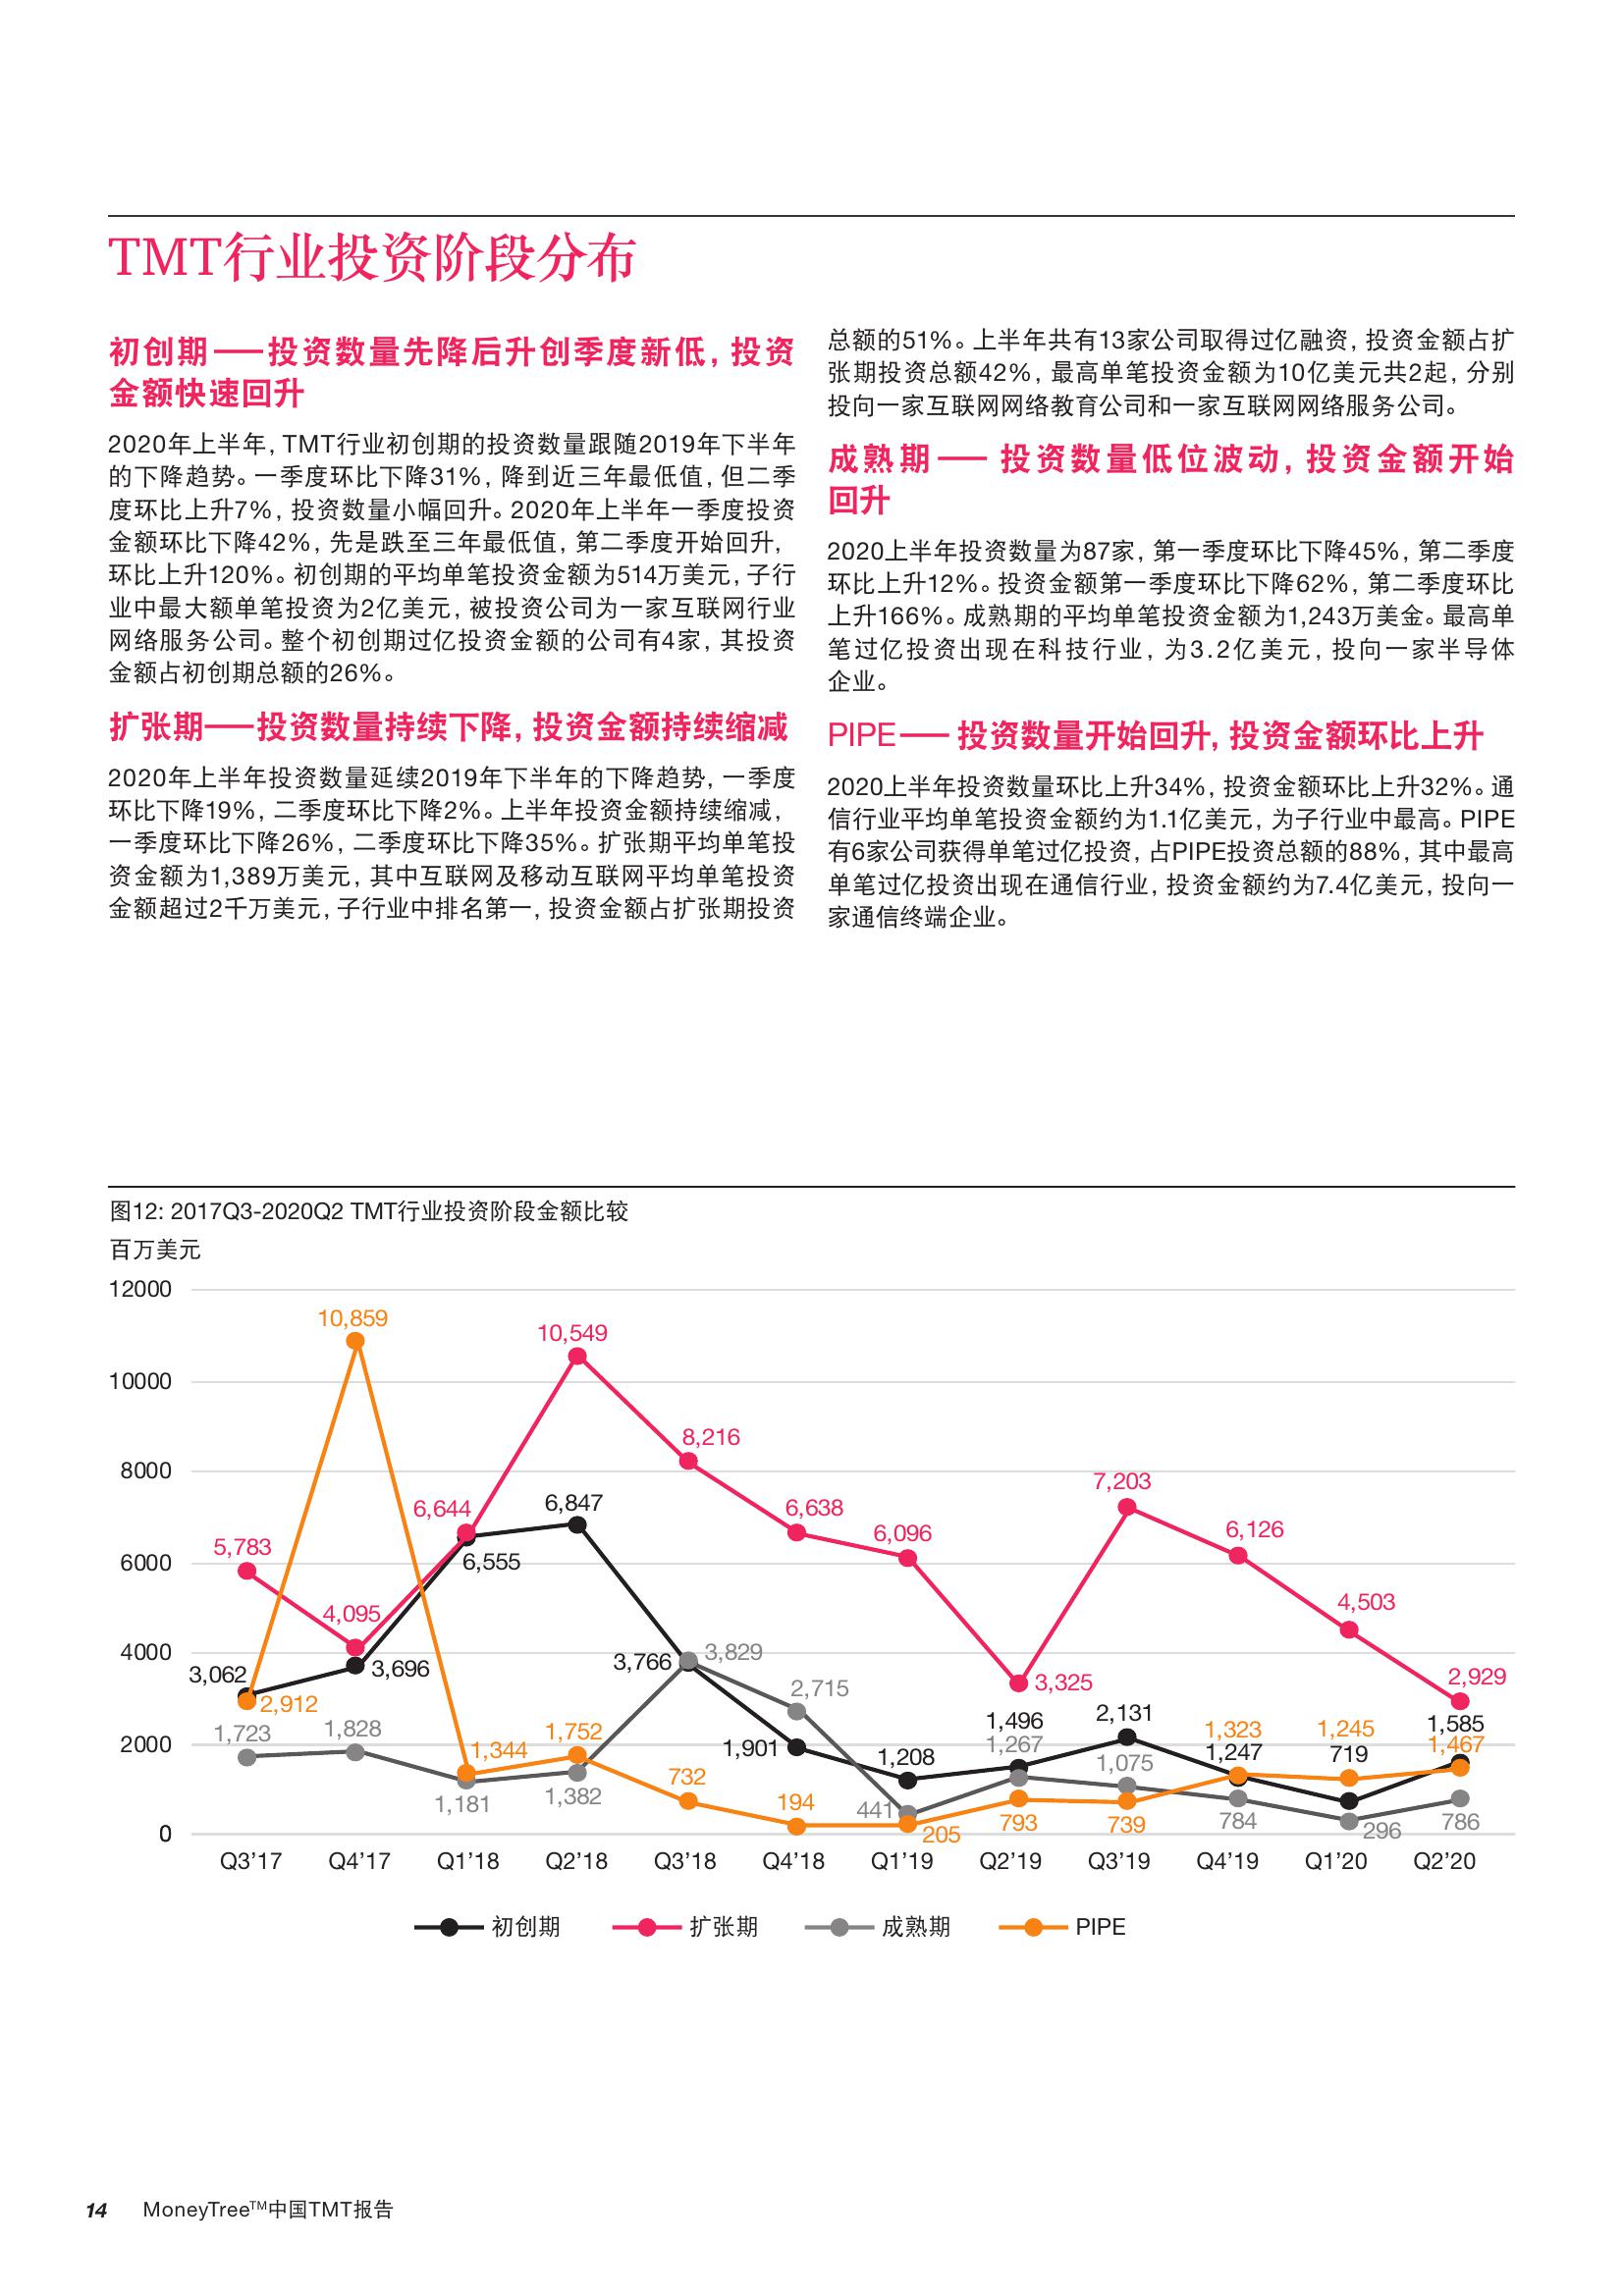 TMT行业投资阶段分布
初创期——投资数量先降后升创季度新低，投资
金额快速回升
2020年上半年，TMT行业初创期的投资数量跟随2019年下半年
的下降趋势。一季度环比下降31%，降到近三年最低值，但二季
度环比上升7%，投资数量小幅回升。2020年上半年一季度投资
金额环比下降42%，先是跌至三年最低值，第二季度开始回升，
环比上升120%。初创期的平均单笔投资金额为514万美元，子行
业中最大额单笔投资为2亿美元，被投资公司为一家互联网行业
网络服务公司。整个初创期过亿投资金额的公司有4家，其投资
金额占初创期总额的26%。
扩张期——投资数量持续下降，投资金额持续缩减
2020年上半年投资数量延续2019年下半年的下降趋势，一季度
环比下降19%，二季度环比下降2%。上半年投资金额持续缩减，
一季度环比下降26%，二季度环比下降35%。扩张期平均单笔投
资金额为1,389万美元，其中互联网及移动互联网平均单笔投资
金额超过2千万美元，子行业中排名第一，投资金额占扩张期投资
总额的51%。上半年共有13家公司取得过亿融资，投资金额占扩
张期投资总额42%，最高单笔投资金额为10亿美元共2起，分别
投向一家互联网网络教育公司和一家互联网网络服务公司。
成熟期—— 投资数量低位波动，投资金额开始
回升
2020上半年投资数量为87家，第一季度环比下降45%，第二季度
环比上升12%。投资金额第一季度环比下降62%，第二季度环比
上升166%。成熟期的平均单笔投资金额为1,243万美金。最高单
笔过亿投资出现在科技行业，为3.2亿美元，投向一家半导体
企业。
PIPE—— 投资数量开始回升，投资金额环比上升
2020上半年投资数量环比上升34%，投资金额环比上升32%。通
信行业平均单笔投资金额约为1.1亿美元，为子行业中最高。PIPE
有6家公司获得单笔过亿投资，占PIPE投资总额的88%，其中最高
单笔过亿投资出现在通信行业，投资金额约为7.4亿美元，投向一
家通信终端企业。
图12: 2017Q3-2020Q2 TMT行业投资阶段金额比较
百万美元
12000
10,859
10,549
10000
8,216
8000
7,203
6,644
6,847
6,638
6,096
6,126
5,783
6000
6,555
4,503
4,095
4000
3,062
3,696
3,766
3,829
3,325
2,929
2,912
2,715
1,723
1,828
1,752
1,496
2,131
1,323
1,245
1,585
2000
1,344
1,901
1,208
1,267
1,075
1,247
719
1,467
1,181
1,382
732
194
441
205
793
739
784
296
786
0
Q3’17 Q4’17 Q1’18 Q2’18 Q3’18 Q4’18 Q1’19 Q2’19 Q3’19 Q4’19 Q1’20 Q2’20
初创期 扩张期 成熟期 PIPE
14 MoneyTree™中国TMT报告